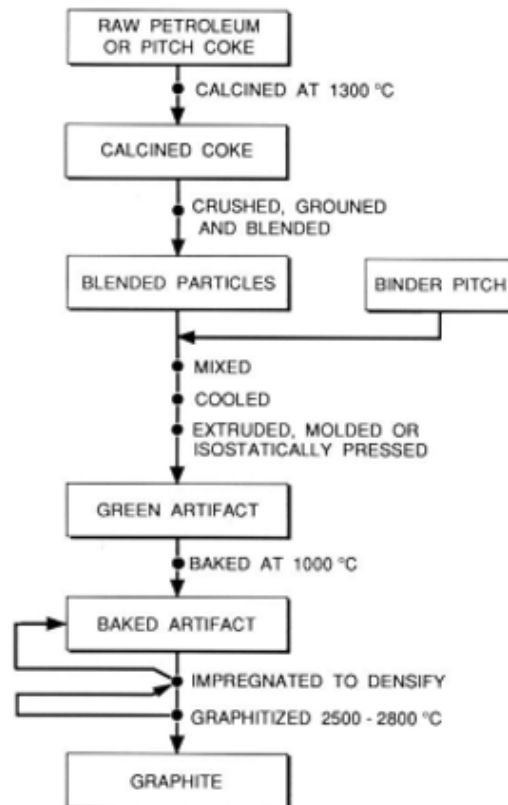 RAW PETROLEUM
OR PITCH COKE
CALCINED AT 1300 °C
CALCINED COKE
CRUSHED, GROUNED
AND BLENDED
BLENDED PARTICLES
BINDER PITCH
MIXED
COOLED
EXTRUDED, MOLDED OR
ISOSTATICALLY PRESSED
GREEN ARTIFACT
BAKED AT 1000 °C
BAKED ARTIFACT
IMPREGNATED TO DENSIFY
GRAPHITIZED 2500 - 2800 °C
GRAPHITE